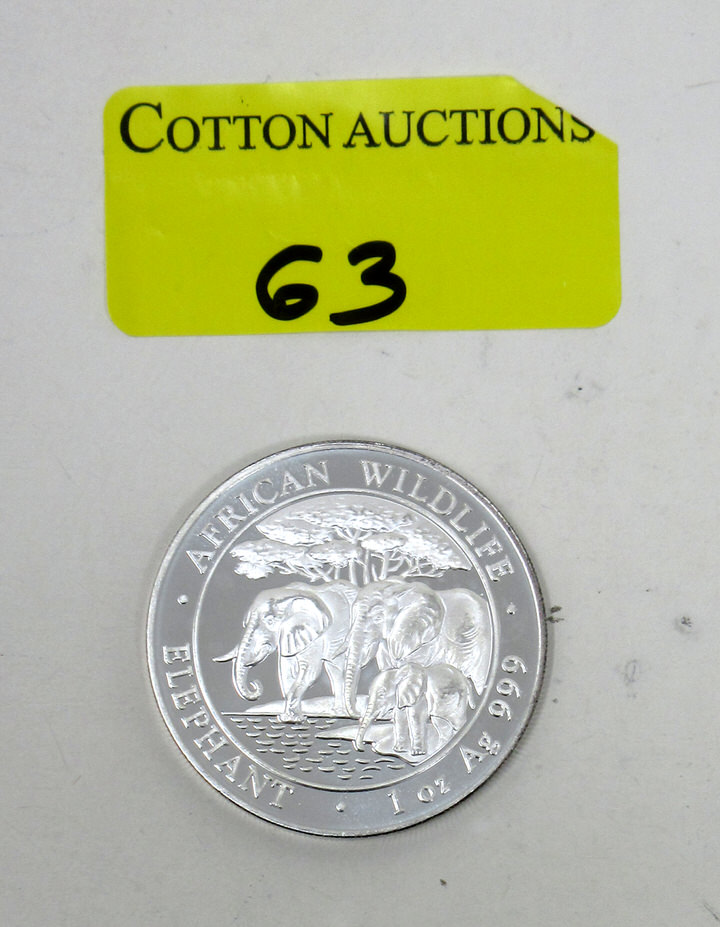 COTTON AUCTIONS
63
AFRICAN WILDLIFE
ELEPHANT
1 oz Ag 999